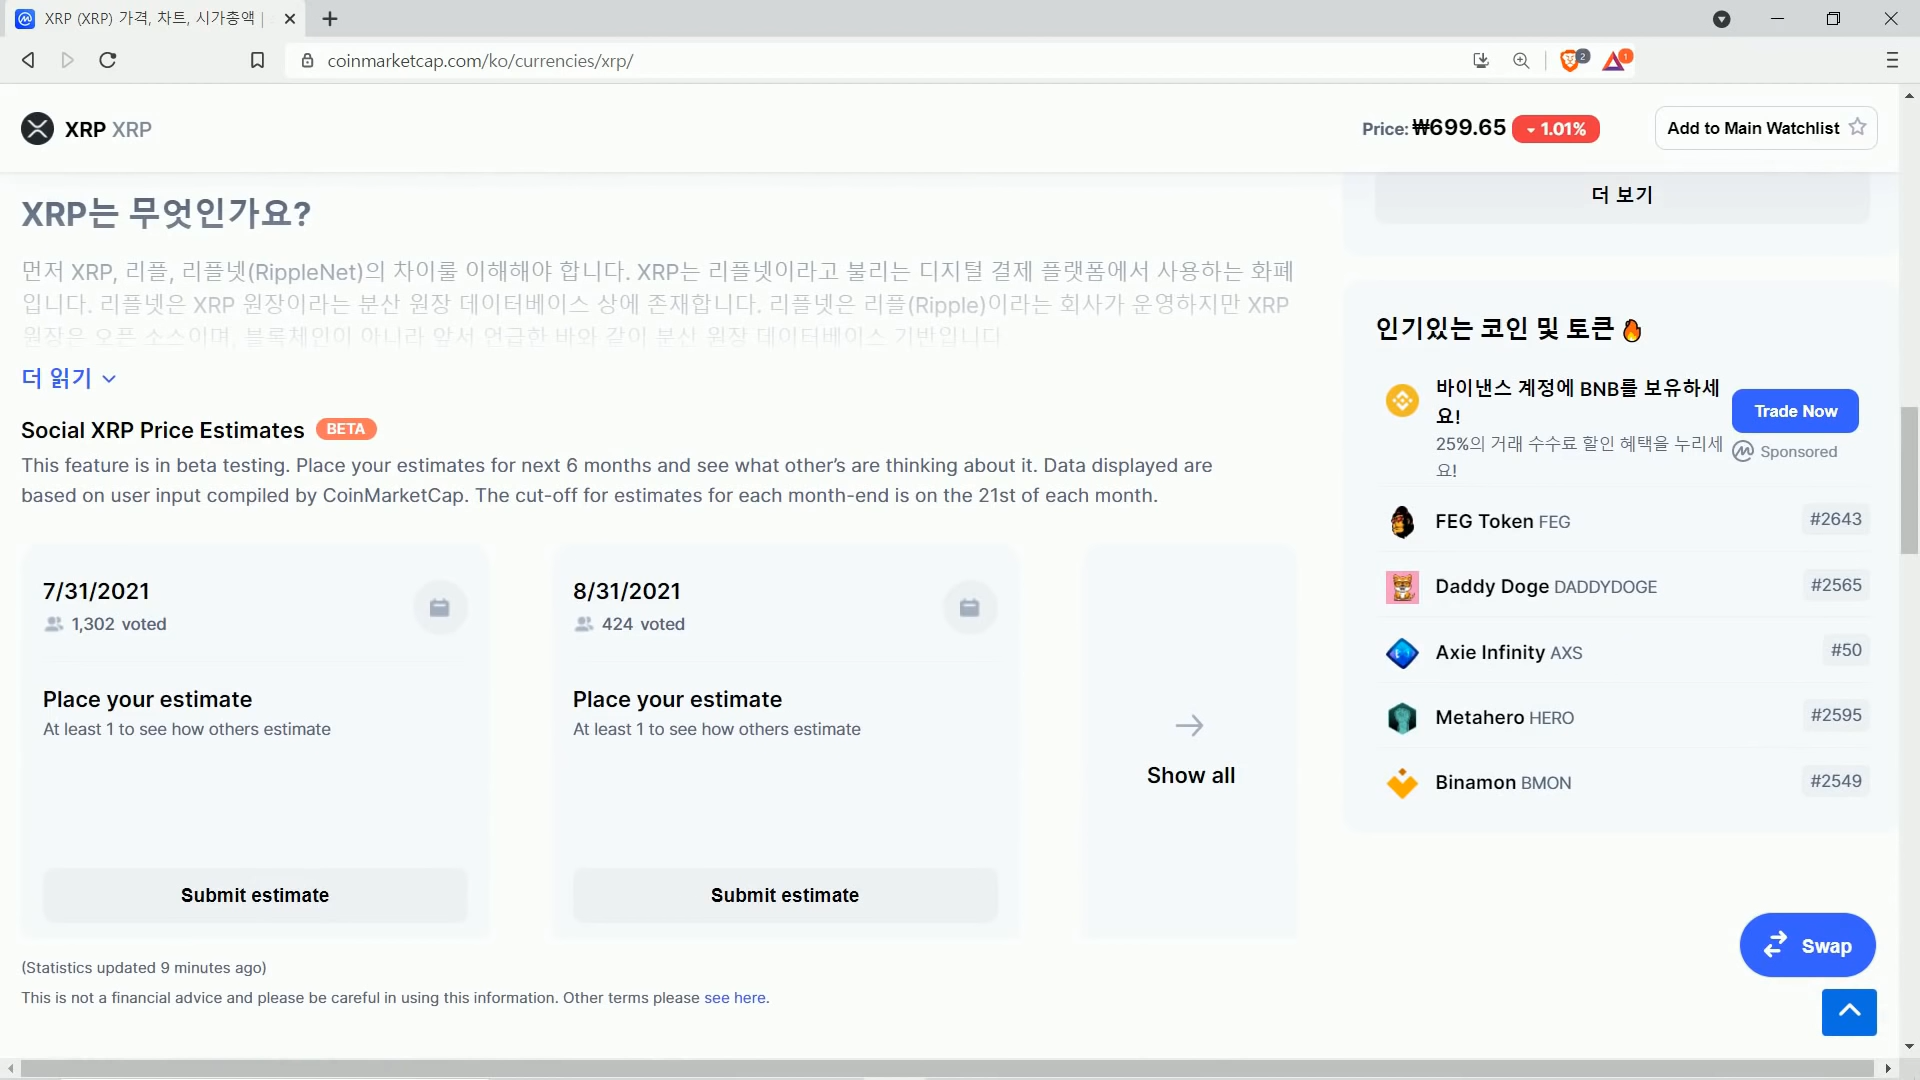 XRP (XRP) 가격, 차트, 시가총액 |
coinmarketcap.com/ko/currencies/xrp/
2
1
XRP XRP
Price: ₩699.65 1.01%
Add to Main Watchlist
XRP는 무엇인가요?
먼저 XRP, 리플, 리플넷(RippleNet)의 차이를 이해해야 합니다. XRP는 리플넷이라고 불리는 디지털 결제 플랫폼에서 사용하는 화폐
입니다. 리플넷은 XRP 원장이라는 분산 원장 데이터베이스 상에 존재합니다. 리플넷은 리플(Ripple)이라는 회사가 운영하지만 XRP
원장은 오픈 소스이며, 블록체인이 아니라 앞서 언급한 바와 같이 분산 원장 데이터베이스 기반입니다
더 읽기
Social XRP Price Estimates BETA
This feature is in beta testing. Place your estimates for next 6 months and see what other’s are thinking about it. Data displayed are
based on user input compiled by CoinMarketCap. The cut-off for estimates for each month-end is on the 21st of each month.
7/31/2021
1,302 voted
Place your estimate
At least 1 to see how others estimate
Submit estimate
8/31/2021
424 voted
Place your estimate
At least 1 to see how others estimate
Submit estimate
Show all
(Statistics updated 9 minutes ago)
This is not a financial advice and please be careful in using this information. Other terms please see here.
더 보기
인기있는 코인 및 토큰
바이낸스 계정에 BNB를 보유하세
요!
25%의 거래 수수료 할인 혜택을 누리세
요!
Trade Now
Sponsored
FEG Token FEG #2643
Daddy Doge DADDYDOGE #2565
Axie Infinity AXS #50
Metahero HERO #2595
Binamon BMON #2549
Swap